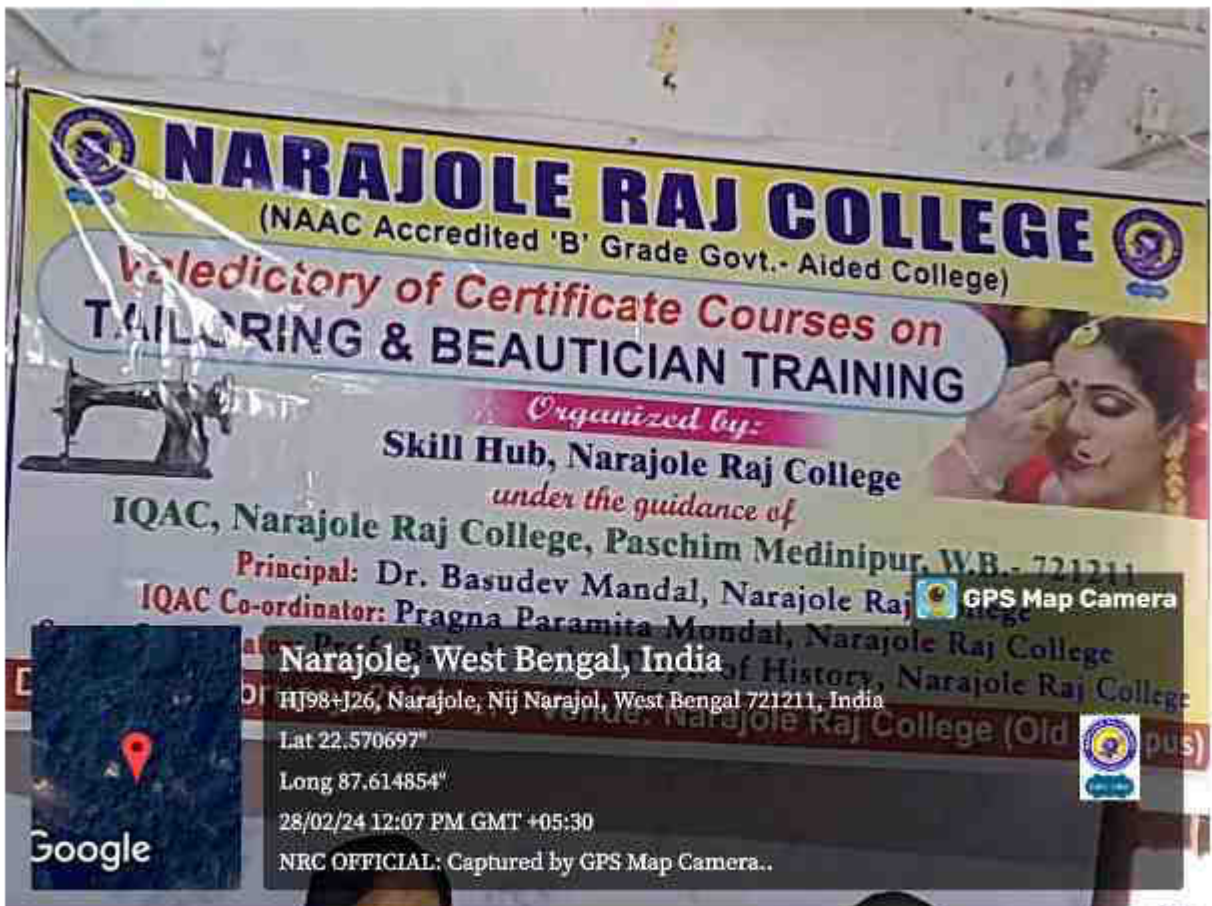 NARAJOLE RAJ COLLEGE
(NAAC Accredited 'B' Grade Govt.- Aided College)
Valedictory of Certificate Courses on
TAILORING & BEAUTICIAN TRAINING
Organized by:
Skill Hub, Narajole Raj College
under the guidance of
IQAC, Narajole Raj College, Paschim Medinipur, W.B.- 721211
Principal: Dr. Basudev Mandal, Narajole Raj College
IQAC Co-ordinator: Pragna Paramita Mondal, Narajole Raj College
of History, Narajole Raj College
Venue: Narajole Raj College (Old
GPS Map Camera
Narajole, West Bengal, India
HJ98+J26, Narajole, Nij Narajol, West Bengal 721211, India
Lat 22.570697°
Long 87.614854°
28/02/24 12:07 PM GMT +05:30
NRC OFFICIAL: Captured by GPS Map Camera..
Google